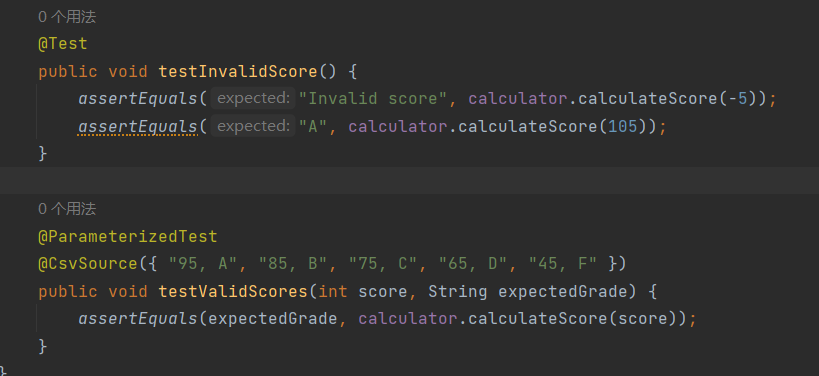 0 个用法
@Test
public void testInvalidScore() {
assertEquals( expected: "Invalid score", calculator.calculateScore(-5));
assertEquals( expected: "A", calculator.calculateScore(105));
}
0 个用法
@ParameterizedTest
@CsvSource({ "95, A", "85, B", "75, C", "65, D", "45, F" })
public void testValidScores(int score, String expectedGrade) {
assertEquals(expectedGrade, calculator.calculateScore(score));
}
}